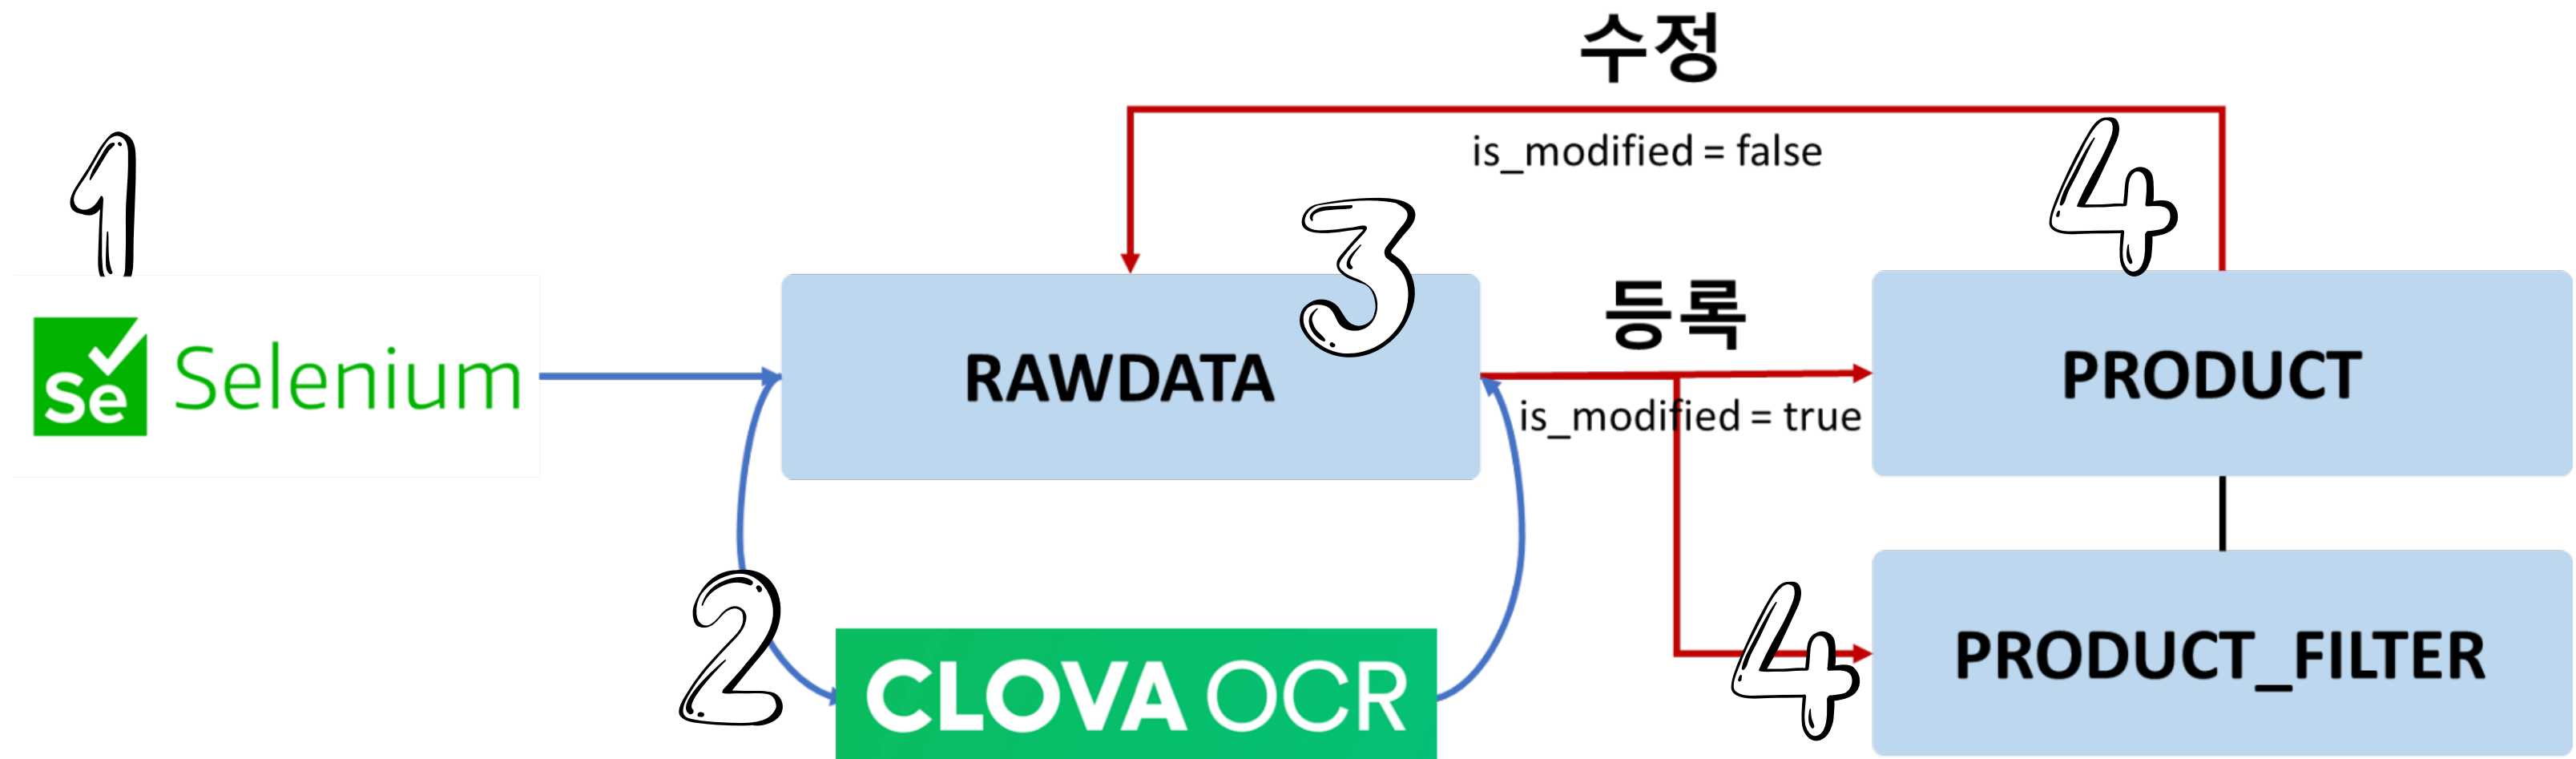 수정
is_modified = false
1
4
3
Se Selenium
RAWDATA
등록
is_modified = true
PRODUCT
2
CLOVA OCR
4
PRODUCT_FILTER